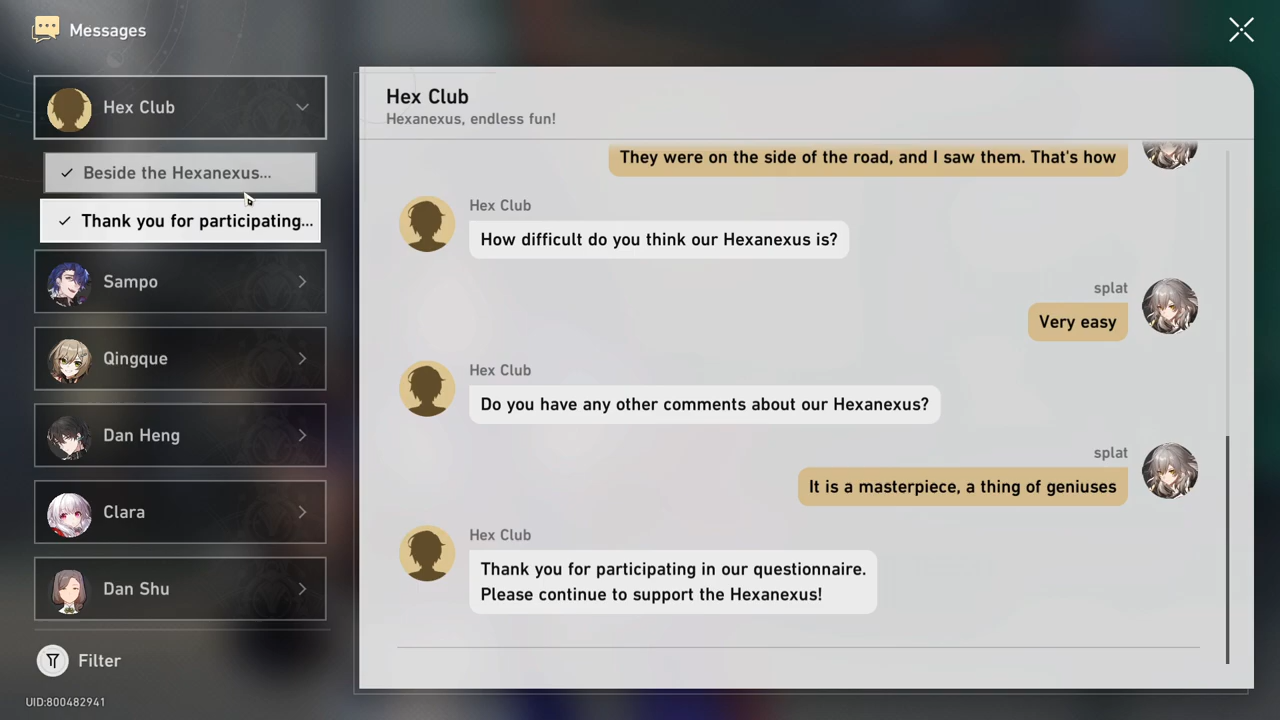 Messages
Hex Club
Beside the Hexanexus...
Thank you for participating...
Sampo
Qingque
Dan Heng
Clara
Dan Shu
Filter
UID:800482941
Hex Club
Hexanexus, endless fun!
They were on the side of the road, and I saw them. That's how
Hex Club
How difficult do you think our Hexanexus is?
splat
Very easy
Hex Club
Do you have any other comments about our Hexanexus?
splat
It is a masterpiece, a thing of geniuses
Hex Club
Thank you for participating in our questionnaire.
Please continue to support the Hexanexus!